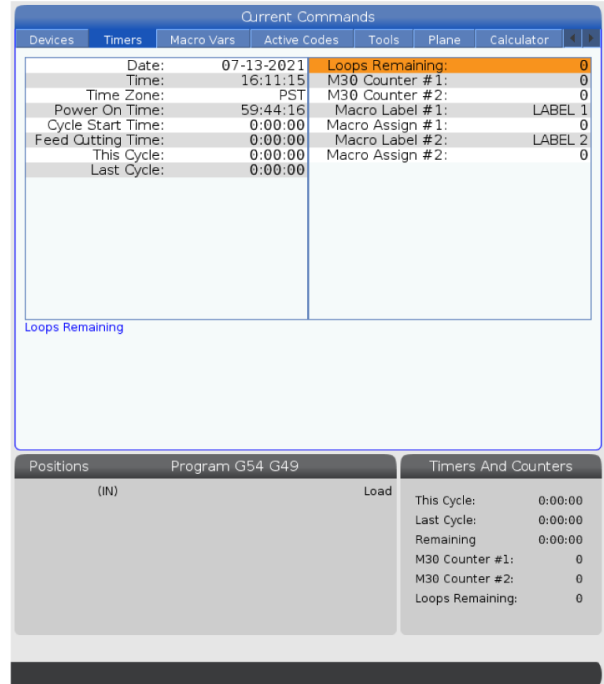 Current Commands
Devices Timers Macro Vars Active Codes Tools Plane Calculator
Date: 07-13-2021 Loops Remaining: 0
Time: 16:11:15 M30 Counter #1: 0
Time Zone: PST M30 Counter #2: 0
Power On Time: 59:44:16 Macro Label #1: LABEL 1
Cycle Start Time: 0:00:00 Macro Assign #1: 0
Feed Cutting Time: 0:00:00 Macro Label #2: LABEL 2
This Cycle: 0:00:00 Macro Assign #2: 0
Last Cycle: 0:00:00
Loops Remaining
Positions Program G54 G49
(IN) Load
Timers And Counters
This Cycle: 0:00:00
Last Cycle: 0:00:00
Remaining 0:00:00
M30 Counter #1: 0
M30 Counter #2: 0
Loops Remaining: 0